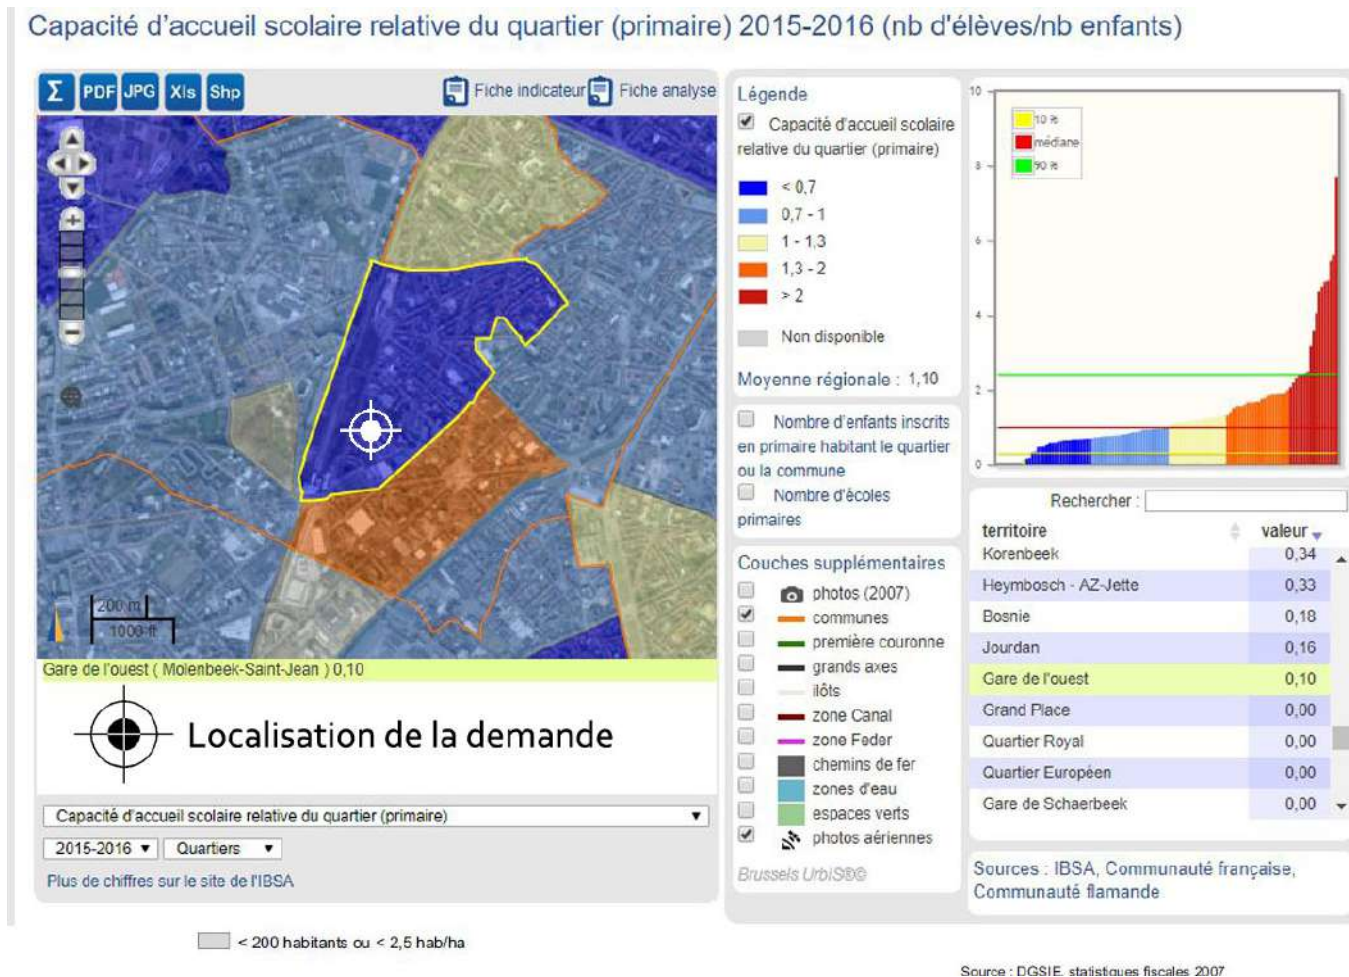 Capacité d'accueil scolaire relative du quartier (primaire) 2015-2016 (nb d'élèves/nb enfants)
Σ PDF JPG Xls Shp
Fiche indicateur Fiche analyse
200 m
1000 ft
Gare de l'ouest ( Molenbeek-Saint-Jean ) 0,10
Localisation de la demande
Capacité d'accueil scolaire relative du quartier (primaire)
2015-2016 Quartiers
Plus de chiffres sur le site de l'IBSA
Légende
Capacité d'accueil scolaire
relative du quartier (primaire)
< 0,7
0,7 - 1
1 - 1,3
1,3 - 2
> 2
Non disponible
Moyenne régionale : 1,10
Nombre d'enfants inscrits
en primaire habitant le quartier
ou la commune
Nombre d'écoles
primaires
Couches supplémentaires
photos (2007)
communes
première couronne
grands axes
ilôts
zone Canal
zone Feder
chemins de fer
zones d'eau
espaces verts
photos aériennes
Brussels UrbiS®©
10
8
6
4
2
0
10 %
médiane
90 %
Rechercher :
territoire valeur
Korenbeek 0,34
Heymbosch - AZ-Jette 0,33
Bosnie 0,18
Jourdan 0,16
Gare de l'ouest 0,10
Grand Place 0,00
Quartier Royal 0,00
Quartier Européen 0,00
Gare de Schaerbeek 0,00
Sources : IBSA, Communauté française,
Communauté flamande
< 200 habitants ou < 2,5 hab/ha
Source : DGSIE, statistiques fiscales 2007